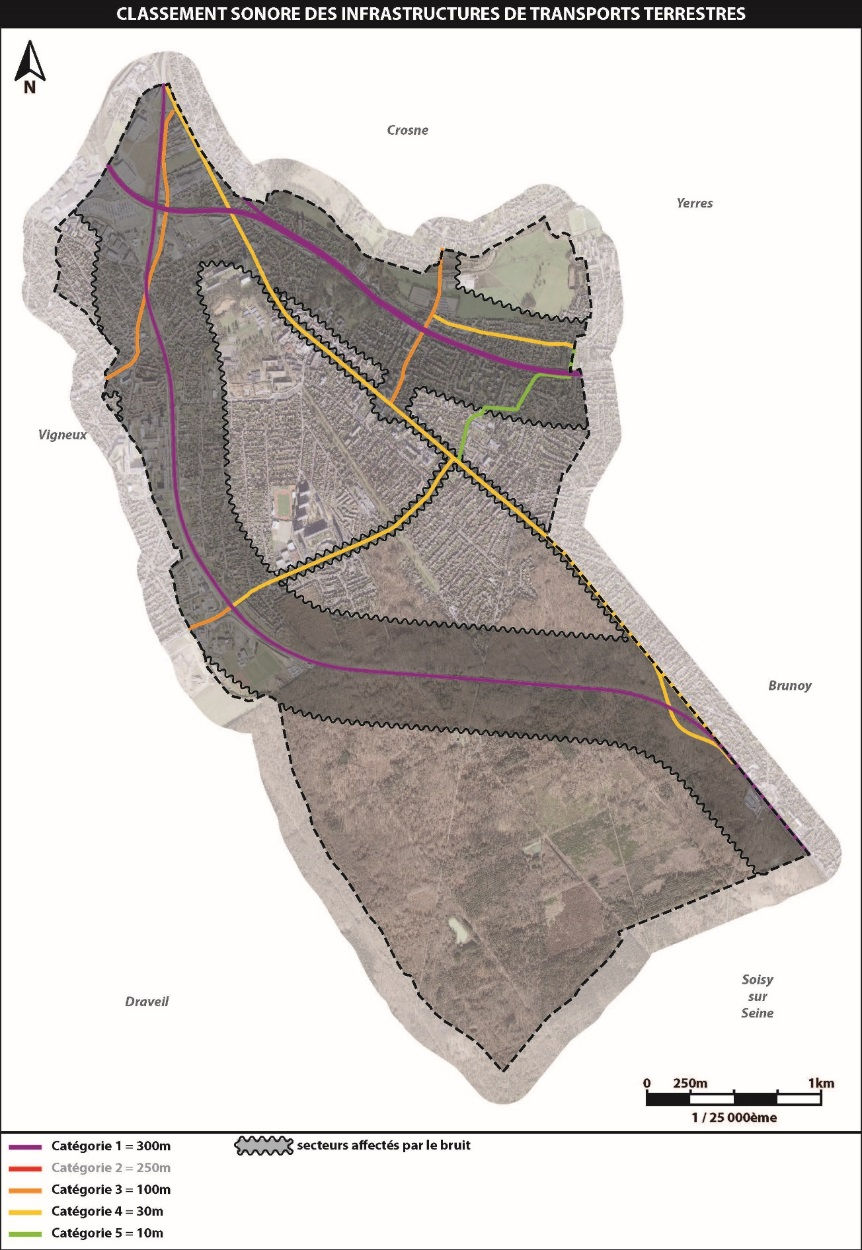 CLASSEMENT SONORE DES INFRASTRUCTURES DE TRANSPORTS TERRESTRES
N
Crosne
Yerres
Vigneux
Brunoy
Draveil
Soisy
sur
Seine
0 250m 1km
1 / 25 000ème
Catégorie 1 = 300m
secteurs affectés par le bruit
Catégorie 2 = 250m
Catégorie 3 = 100m
Catégorie 4 = 30m
Catégorie 5 = 10m